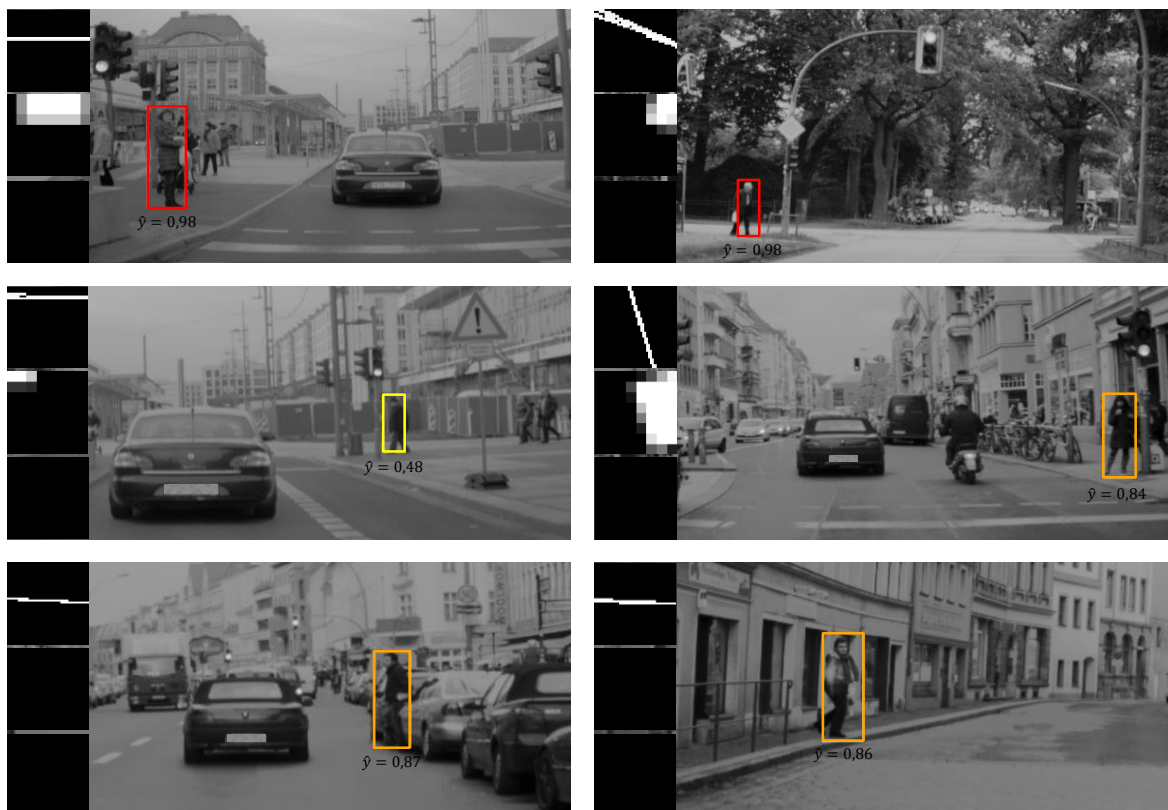 ŷ = 0,98
ŷ = 0,98
ŷ = 0,48
ŷ = 0,84
ŷ = 0,87
ŷ = 0,86